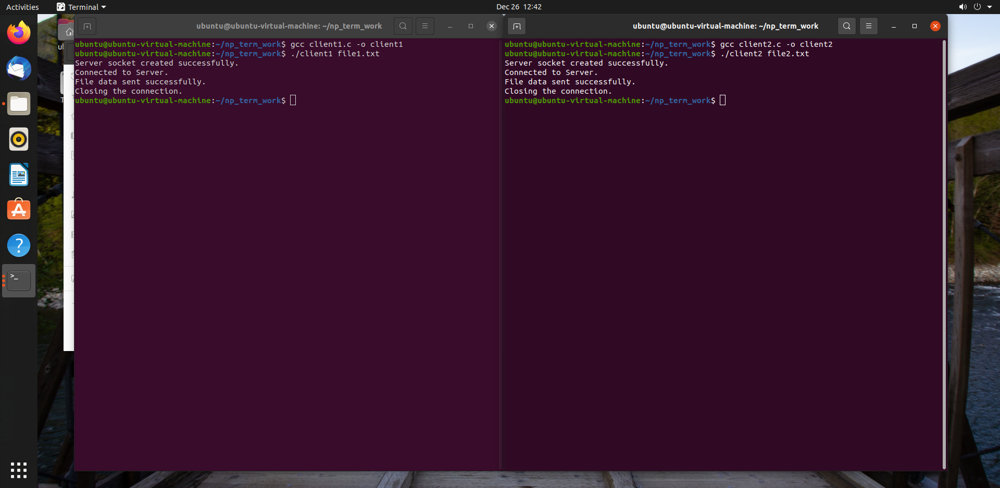 Activities
Terminal
Dec 26 12:42
ubuntu@ubuntu-virtual-machine: ~/np_term_work
ubuntu@ubuntu-virtual-machine:~/np_term_work$ gcc client1.c -o client1
ubuntu@ubuntu-virtual-machine:~/np_term_work$ ./client1 file1.txt
Server socket created successfully.
Connected to Server.
File data sent successfully.
Closing the connection.
ubuntu@ubuntu-virtual-machine:~/np_term_work$
ubuntu@ubuntu-virtual-machine: ~/np_term_work
ubuntu@ubuntu-virtual-machine:~/np_term_work$ gcc client2.c -o client2
ubuntu@ubuntu-virtual-machine:~/np_term_work$ ./client2 file2.txt
Server socket created successfully.
Connected to Server.
File data sent successfully.
Closing the connection.
ubuntu@ubuntu-virtual-machine:~/np_term_work$